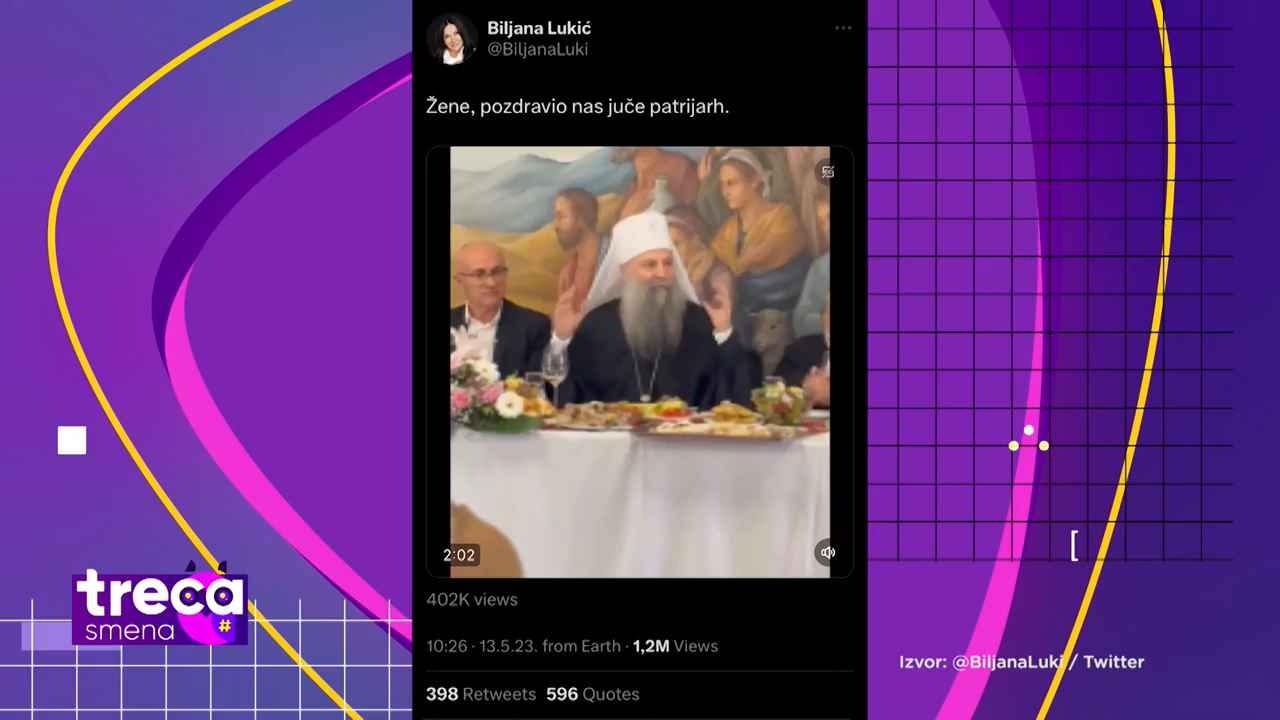 Biljana Lukić
@BiljanaLuki
Žene, pozdravio nas juče patrijarh.
2:02
402K views
10:26 · 13.5.23. from Earth · 1,2M Views
398 Retweets 596 Quotes
treca
smena
#
[
Izvor: @BiljanaLuki / Twitter